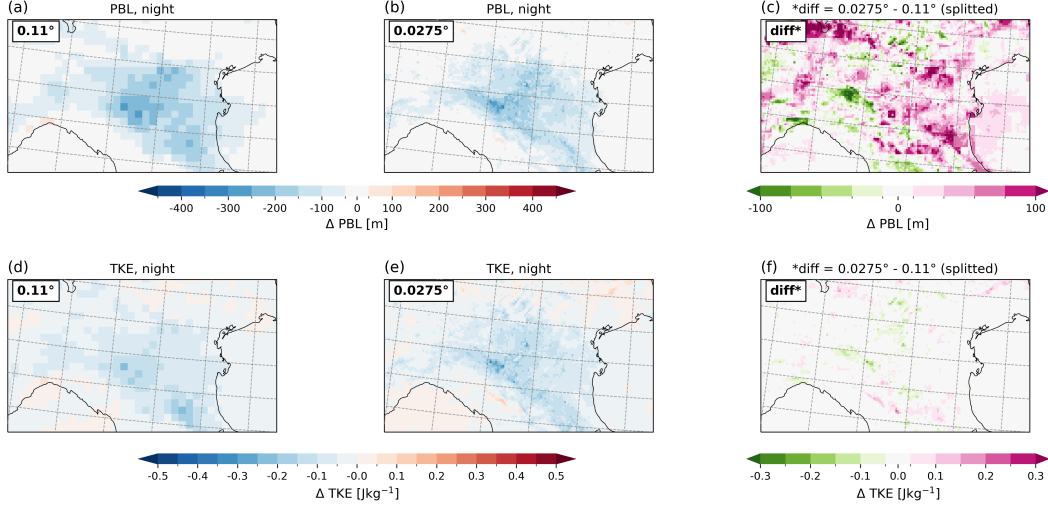 (a) PBL, night
0.11°
(b) PBL, night
0.0275°
(c) *diff = 0.0275° - 0.11° (splitted)
diff*
-400 -300 -200 -100 0 100 200 300 400
Δ PBL [m]
-100 0 100
Δ PBL [m]
(d) TKE, night
0.11°
(e) TKE, night
0.0275°
(f) *diff = 0.0275° - 0.11° (splitted)
diff*
-0.5 -0.4 -0.3 -0.2 -0.1 -0.0 0.1 0.2 0.3 0.4 0.5
Δ TKE [Jkg⁻¹]
-0.3 -0.2 -0.1 0.0 0.1 0.2 0.3
Δ TKE [Jkg⁻¹]